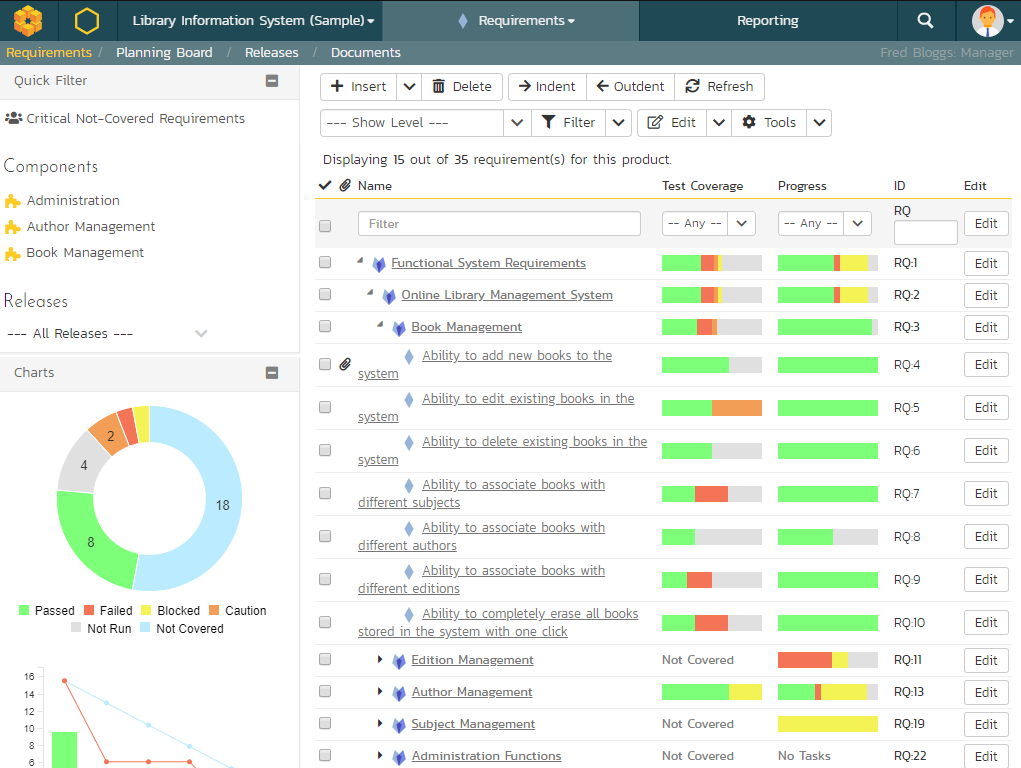 Library Information System (Sample)
Requirements
Reporting
Requirements / Planning Board / Releases / Documents
Fred Bloggs: Manager
Quick Filter
Critical Not-Covered Requirements
Components
Administration
Author Management
Book Management
Releases
--- All Releases ---
Charts
2
4
18
8
Passed Failed Blocked Caution
Not Run Not Covered
16
14
12
10
8
6
Insert Delete Indent Outdent Refresh
--- Show Level --- Filter Edit Tools
Displaying 15 out of 35 requirement(s) for this product.
Name Test Coverage Progress ID Edit
Filter -- Any -- -- Any -- RQ Edit
Functional System Requirements RQ:1 Edit
Online Library Management System RQ:2 Edit
Book Management RQ:3 Edit
Ability to add new books to the
system RQ:4 Edit
Ability to edit existing books in the
system RQ:5 Edit
Ability to delete existing books in the
system RQ:6 Edit
Ability to associate books with
different subjects RQ:7 Edit
Ability to associate books with
different authors RQ:8 Edit
Ability to associate books with
different editions RQ:9 Edit
Ability to completely erase all books
stored in the system with one click RQ:10 Edit
Edition Management Not Covered RQ:11 Edit
Author Management RQ:13 Edit
Subject Management Not Covered RQ:19 Edit
Administration Functions Not Covered No Tasks RQ:22 Edit